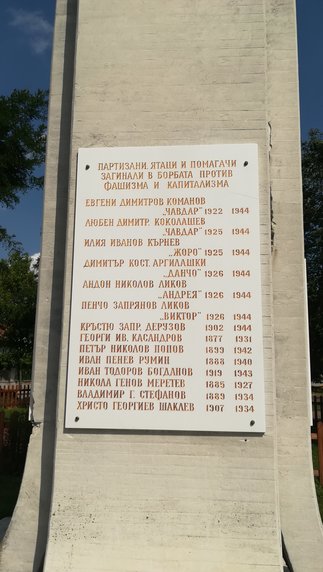 ПАРТИЗАНИ, ЯТАЦИ И ПОМАГАЧИ
ЗАГИНАЛИ В БОРБАТА ПРОТИВ
ФАШИЗМА И КАПИТАЛИЗМА
ЕВГЕНИ ДИМИТРОВ КОМАНОВ
„ЧАВДАР" 1922 1944
ЛЮБЕН ДИМИТР. КОКОЛАШЕВ
„ЧАВДАР" 1925 1944
ИЛИЯ ИВАНОВ КЪРНЕВ
„ЖОРО" 1925 1944
ДИМИТЪР КОСТ. АРГИЛАШКИ
„ДАНЧО" 1926 1944
АНДОН НИКОЛОВ ЛИКОВ
„АНДРЕЯ" 1926 1944
ПЕНЧО ЗАПРЯНОВ ЛИКОВ
„ВИКТОР" 1926 1944
КРЪСТЮ ЗАПР. ДЕРУЗОВ 1902 1944
ГЕОРГИ ИВ. КАСАНДРОВ 1877 1931
ПЕТЪР НИКОЛОВ ПОПОВ 1899 1942
ИВАН ПЕНЕВ РУМИН 1888 1940
ИВАН ТОДОРОВ БОГДАНОВ 1919 1943
НИКОЛА ГЕНОВ МЕРЕТЕВ 1885 1927
ВЛАДИМИР Г. СТЕФАНОВ 1889 1934
ХРИСТО ГЕОРГИЕВ ШАКЛЕВ 1907 1934